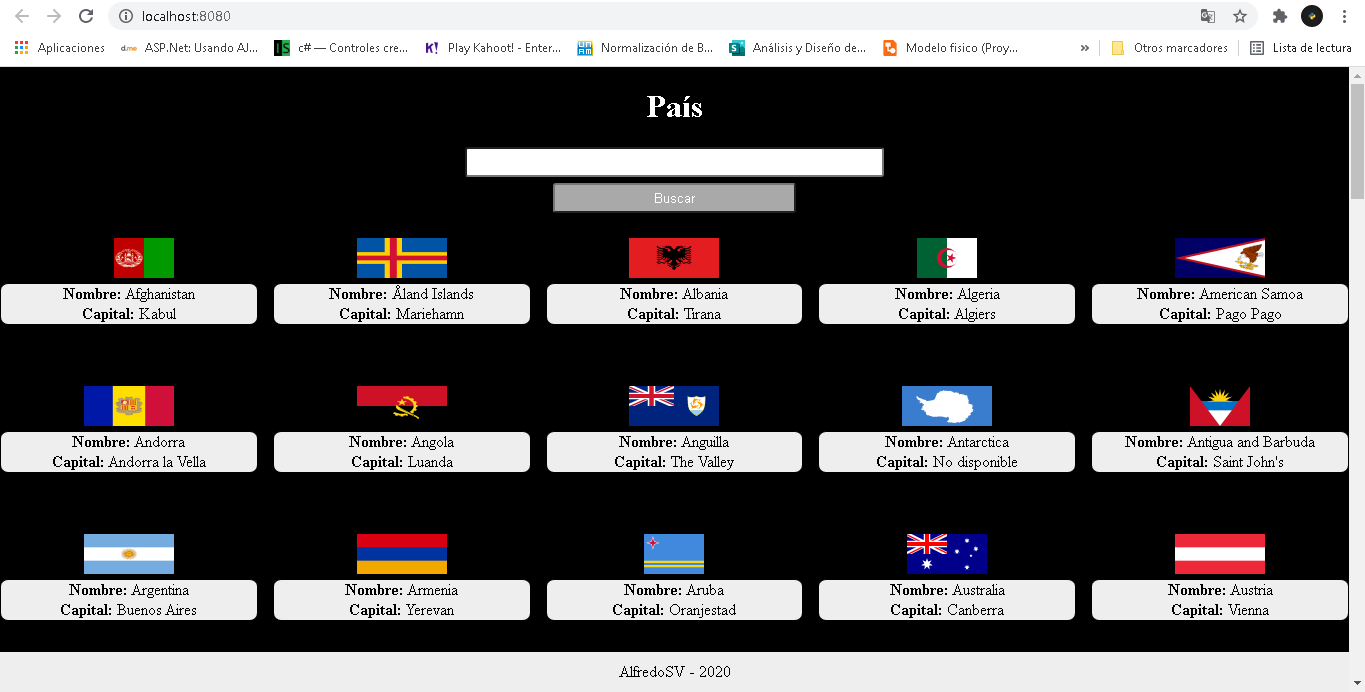 localhost:8080
Aplicaciones ASP.Net: Usando AJ... c# — Controles cre... Play Kahoot! - Enter... Normalización de B... Análisis y Diseño de... Modelo fisico (Proy... » Otros marcadores Lista de lectura
País
Buscar
Nombre: Afghanistan Nombre: Åland Islands Nombre: Albania Nombre: Algeria Nombre: American Samoa
Capital: Kabul Capital: Mariehamn Capital: Tirana Capital: Algiers Capital: Pago Pago
Nombre: Andorra Nombre: Angola Nombre: Anguilla Nombre: Antarctica Nombre: Antigua and Barbuda
Capital: Andorra la Vella Capital: Luanda Capital: The Valley Capital: No disponible Capital: Saint John's
Nombre: Argentina Nombre: Armenia Nombre: Aruba Nombre: Australia Nombre: Austria
Capital: Buenos Aires Capital: Yerevan Capital: Oranjestad Capital: Canberra Capital: Vienna
AlfredoSV - 2020